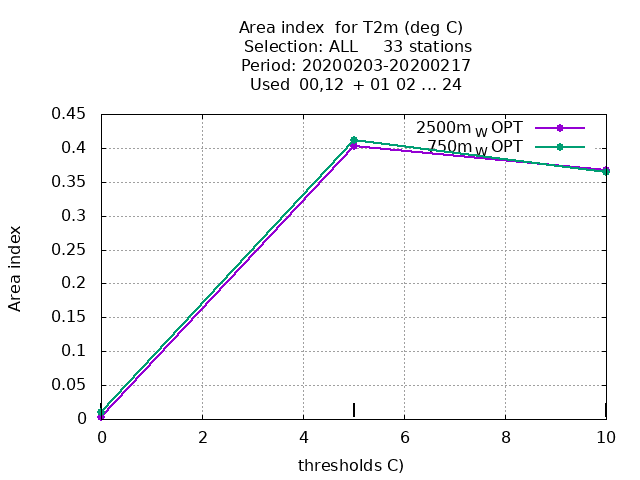 Area index  for T2m (deg C)
Selection: ALL     33 stations
Period: 20200203-20200217
Used  00,12  + 01 02 ... 24
0.45
0.4
0.35
0.3
0.25
0.2
0.15
0.1
0.05
0
Area index
2500m W OPT
750m W OPT
0 2 4 6 8 10
thresholds C)